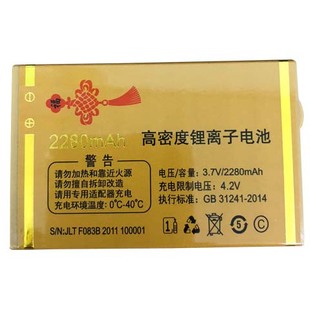 福
2280mAh
高密度锂离子电池
警告
请勿加热和靠近火源
请勿擅自拆卸改造
请用专用适配器充电
充电环境温度:0°C-40°C
电压/容量: 3.7V/2280mAh
充电限制电压: 4.2V
执行标准: GB 31241-2014
S/N:JLT F083B 2011 100001